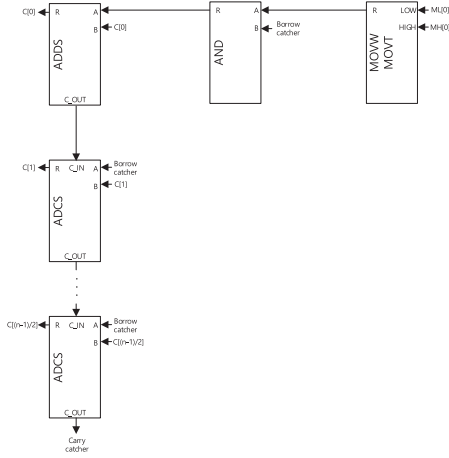 C[0] R A R A R LOW ML[0]
B C[0] B Borrow
catcher HIGH MH[0]
ADDS AND MOVW
MOVT
C_OUT
C[1] R C_IN A Borrow
catcher
B C[1]
ADCS
C_OUT
. . .
C[(n-1)/2] R C_IN A Borrow
catcher
B C[(n-1)/2]
ADCS
C_OUT
Carry
catcher